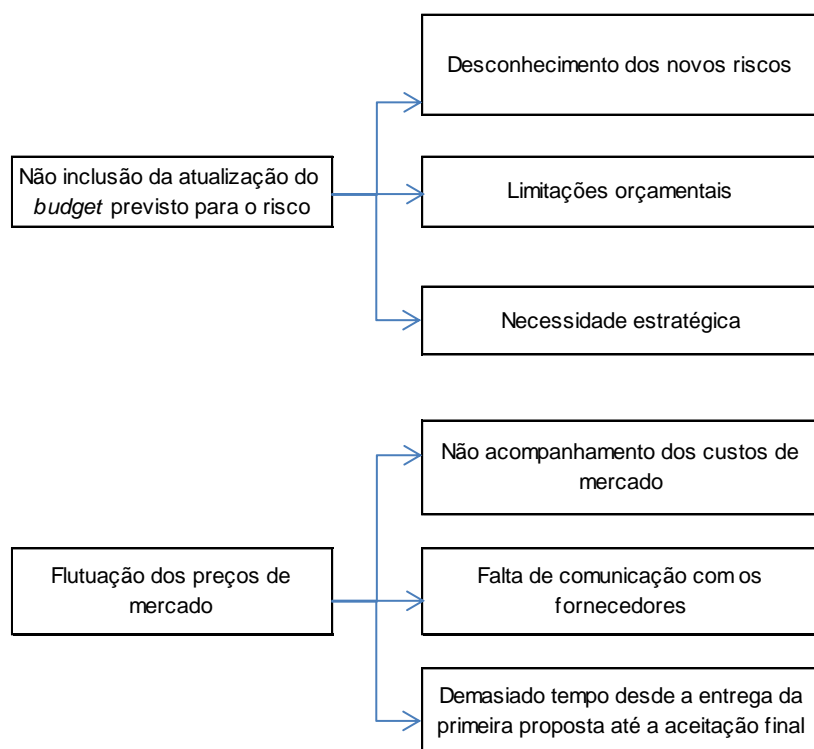 Desconhecimento dos novos riscos
Não inclusão da atualização do
budget previsto para o risco
Limitações orçamentais
Necessidade estratégica
Não acompanhamento dos custos de
mercado
Flutuação dos preços de
mercado
Falta de comunicação com os
fornecedores
Demasiado tempo desde a entrega da
primeira proposta até a aceitação final